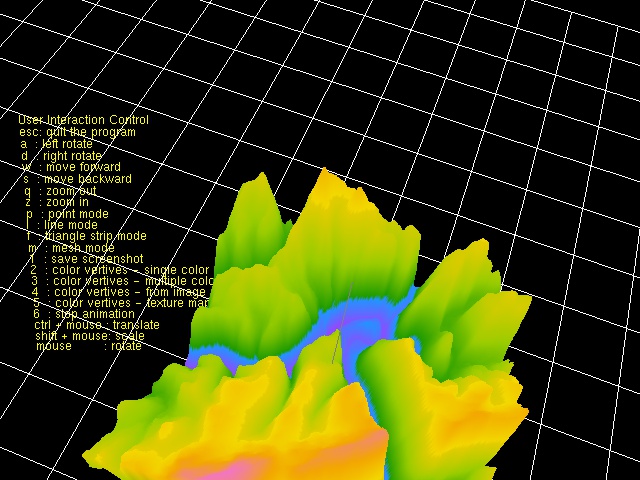 User Interaction Control
esc: quit the program
a : left rotate
d : right rotate
w : move forward
s : move backward
q : zoom out
z : zoom in
p : point mode
l : line mode
t : triangle strip mode
m : mesh mode
1 : save screenshot
2 : color vertives - single color
3 : color vertives - multiple colo
4 : color vertives - from image
5 : color vertives - texture map
6 : stop animation
ctrl + mouse : translate
shift + mouse: scale
mouse : rotate